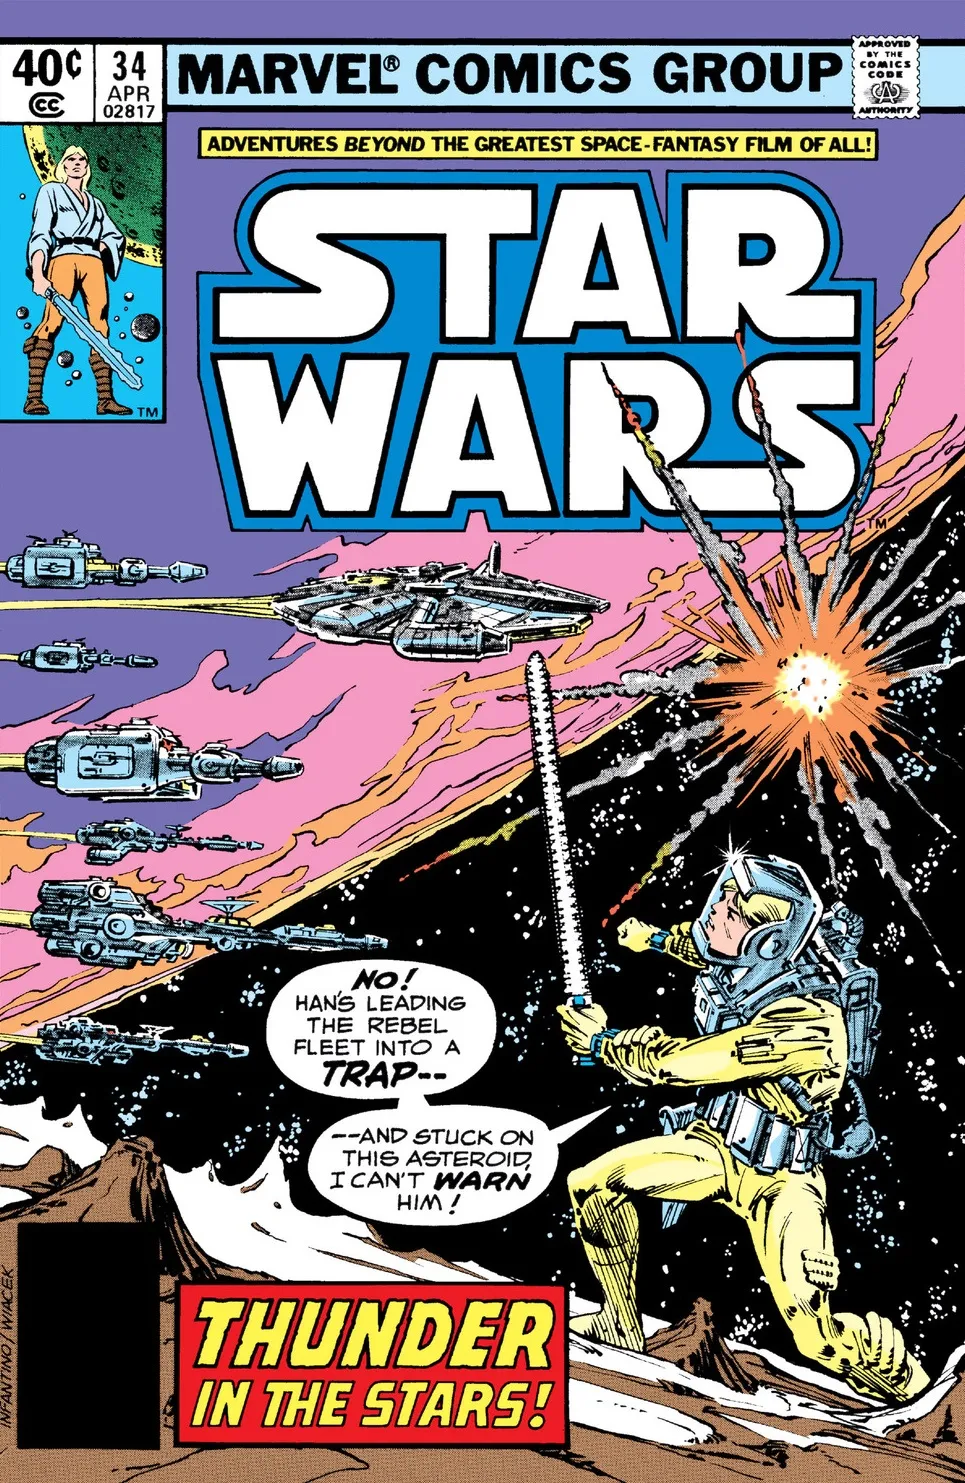 40¢
CC
34
APR
02817
MARVEL® COMICS GROUP
APPROVED
BY THE
COMICS
CODE
CA
AUTHORITY
ADVENTURES BEYOND THE GREATEST SPACE-FANTASY FILM OF ALL!
STAR
WARS
TM
TM
NO!
HAN'S LEADING
THE REBEL
FLEET INTO A
TRAP--
--AND STUCK ON
THIS ASTEROID,
I CAN'T WARN
HIM!
THUNDER
IN THE STARS!
INFANTINO/WIACEK